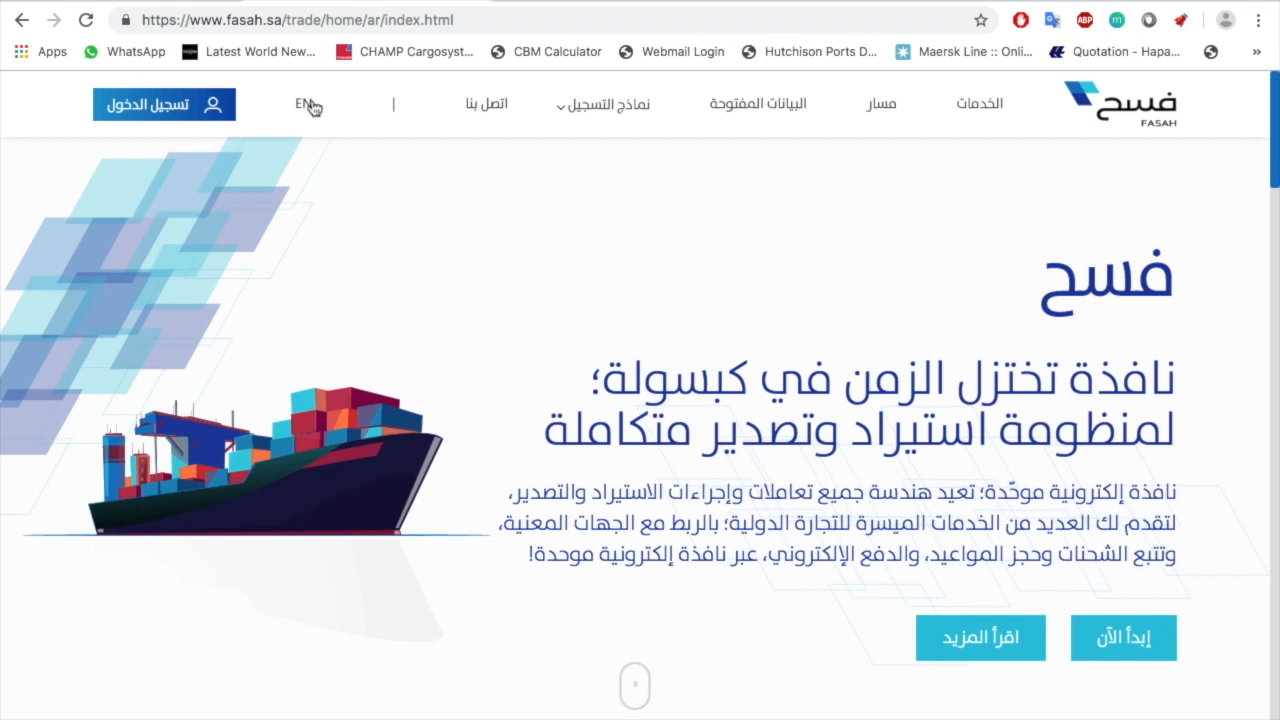 https://www.fasah.sa/trade/home/ar/index.html
ABP
m
Apps
WhatsApp
Latest World New...
CHAMP Cargosyst...
CBM Calculator
Webmail Login
Hutchison Ports D...
Maersk Line :: Onli...
Quotation - Hapa...
»
فسح
FASAH
الخدمات
مسار
البيانات المفتوحة
نماذج التسجيل
اتصل بنا
|
EN
تسجيل الدخول
فسح
نافذة تختزل الزمن في كبسولة؛
لمنظومة استيراد وتصدير متكاملة
نافذة إلكترونية موحّدة؛ تعيد هندسة جميع تعاملات وإجراءات الاستيراد والتصدير،
لتقدم لك العديد من الخدمات الميسرة للتجارة الدولية؛ بالربط مع الجهات المعنية،
وتتبع الشحنات وحجز المواعيد، والدفع الإلكتروني، عبر نافذة إلكترونية موحدة!
إبدأ الآن
اقرأ المزيد